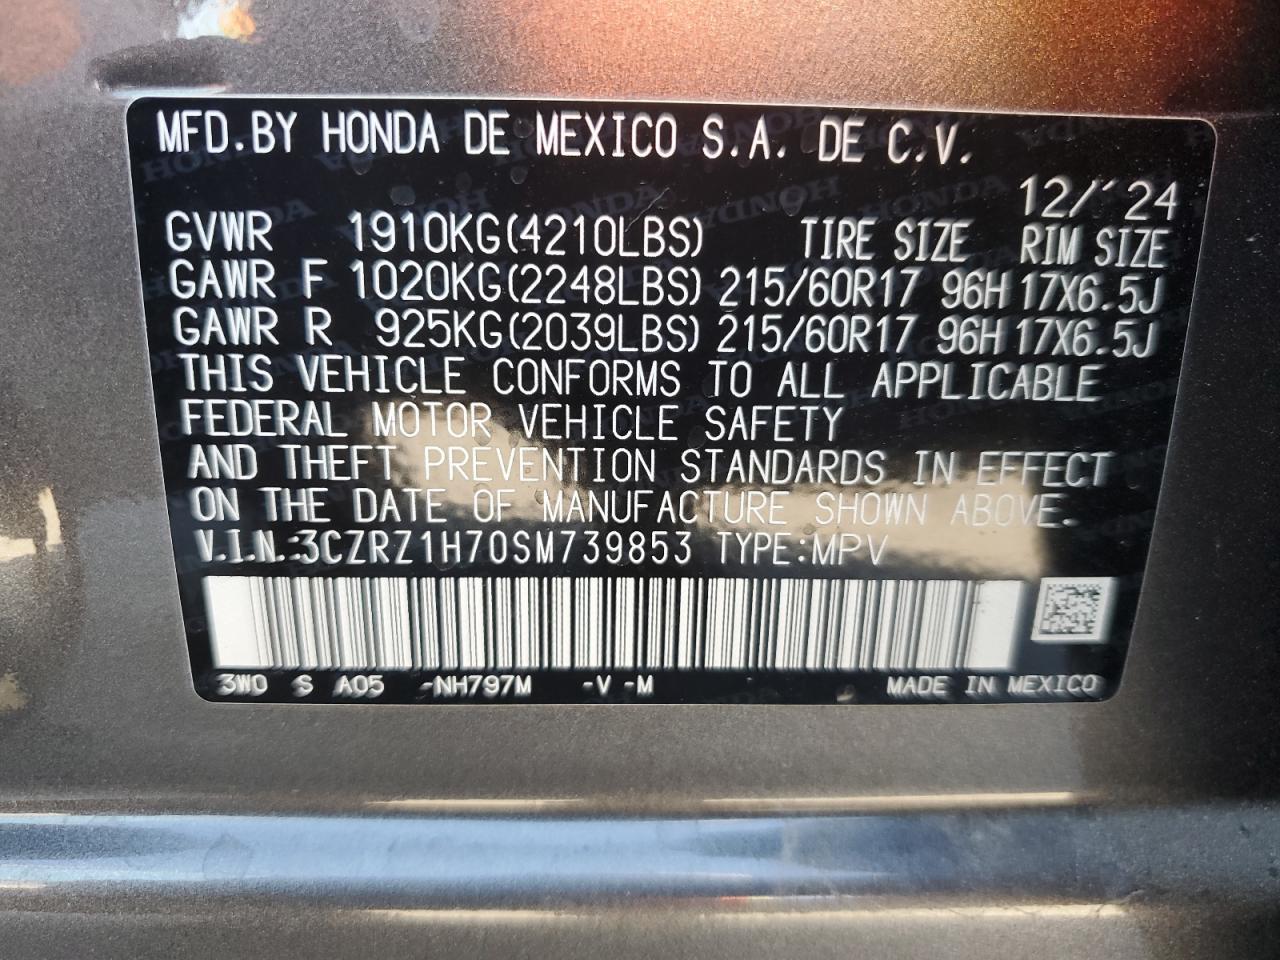 MFD.BY HONDA DE MEXICO S.A. DE C.V.
12/'24
GVWR 1910KG(4210LBS) TIRE SIZE RIM SIZE
GAWR F 1020KG(2248LBS) 215/60R17 96H 17X6.5J
GAWR R 925KG(2039LBS) 215/60R17 96H 17X6.5J
THIS VEHICLE CONFORMS TO ALL APPLICABLE
FEDERAL MOTOR VEHICLE SAFETY
AND THEFT PREVENTION STANDARDS IN EFFECT
ON THE DATE OF MANUFACTURE SHOWN ABOVE.
V.I.N.:3CZRZ1H70SM739853 TYPE:MPV
3W0 S A05 -NH797M -V -M MADE IN MEXICO